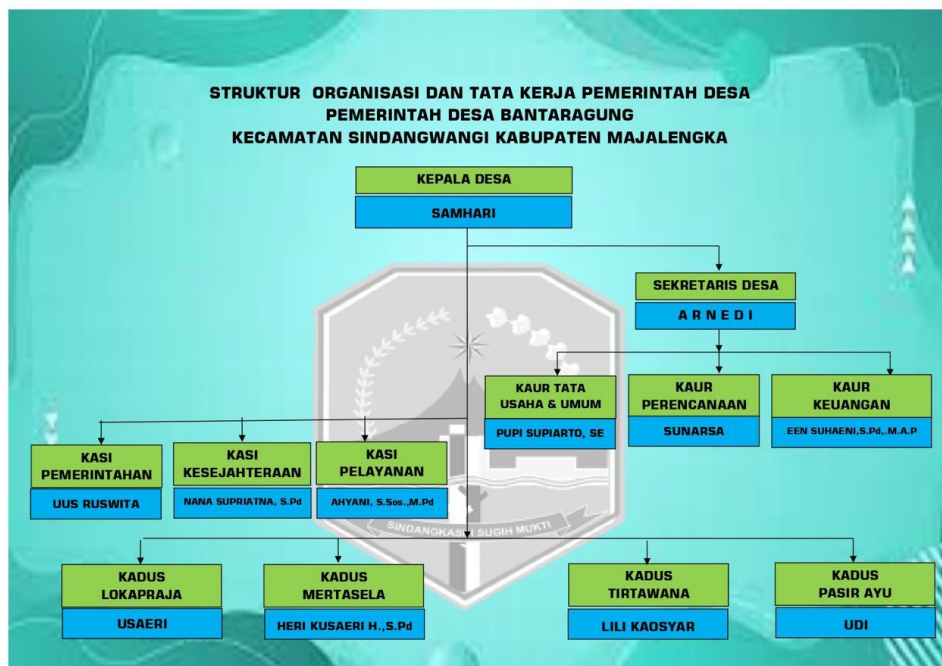 STRUKTUR ORGANISASI DAN TATA KERJA PEMERINTAH DESA
PEMERINTAH DESA BANTARAGUNG
KECAMATAN SINDANGWANGI KABUPATEN MAJALENGKA
KEPALA DESA
SAMHARI
SEKRETARIS DESA
A R N E D I
KAUR TATA
USAHA & UMUM
PUPI SUPIARTO, SE
KAUR
PERENCANAAN
SUNARSA
KAUR
KEUANGAN
EEN SUHAENI,S.Pd,.M.A.P
KASI
PEMERINTAHAN
UUS RUSWITA
KASI
KESEJAHTERAAN
NANA SUPRIATNA, S.Pd
KASI
PELAYANAN
AHYANI, S.Sos.,M.Pd
SINDANGKASIH SUGIH MUKTI
KADUS
LOKAPRAJA
USAERI
KADUS
MERTASELA
HERI KUSAERI H.,S.Pd
KADUS
TIRTAWANA
LILI KAOSYAR
KADUS
PASIR AYU
UDI